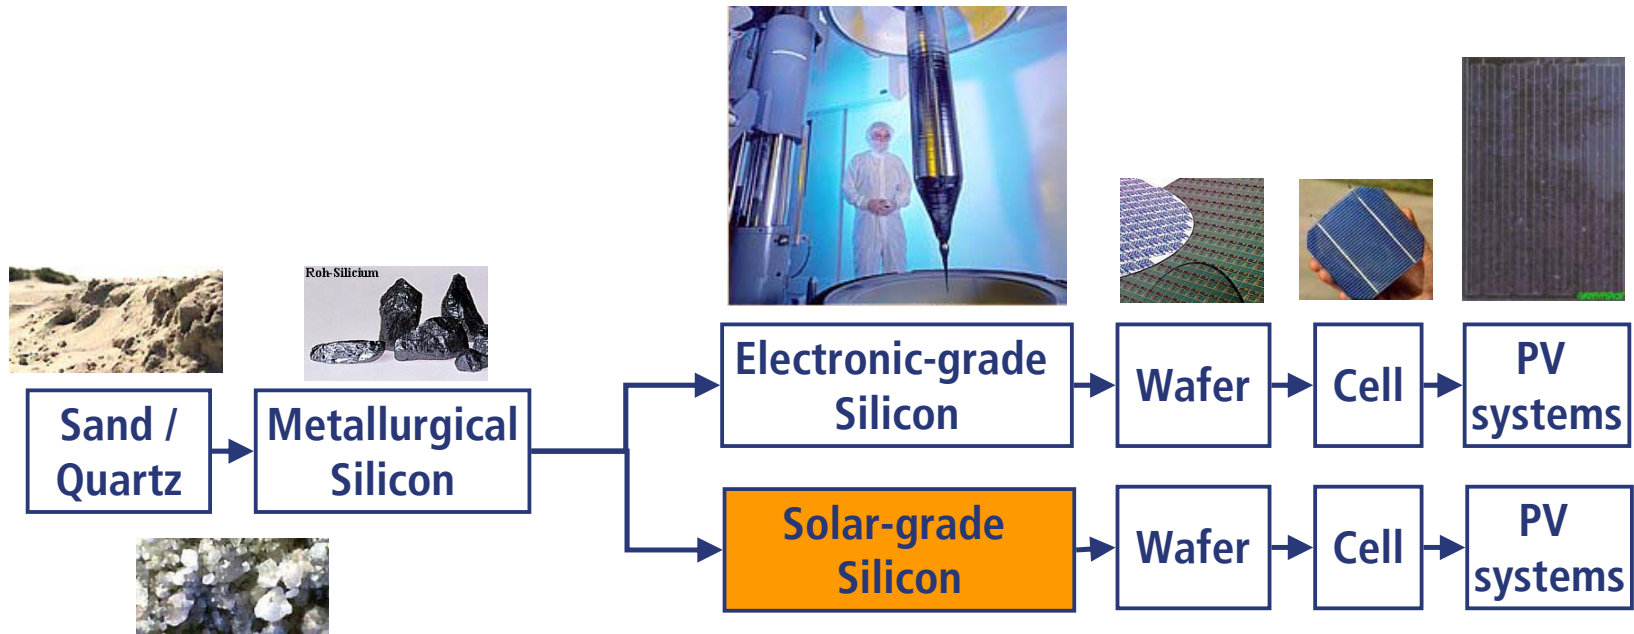 Roh-Silicium
Sand /
Quartz
Metallurgical
Silicon
Electronic-grade
Silicon
Wafer
Cell
PV
systems
Solar-grade
Silicon
Wafer
Cell
PV
systems